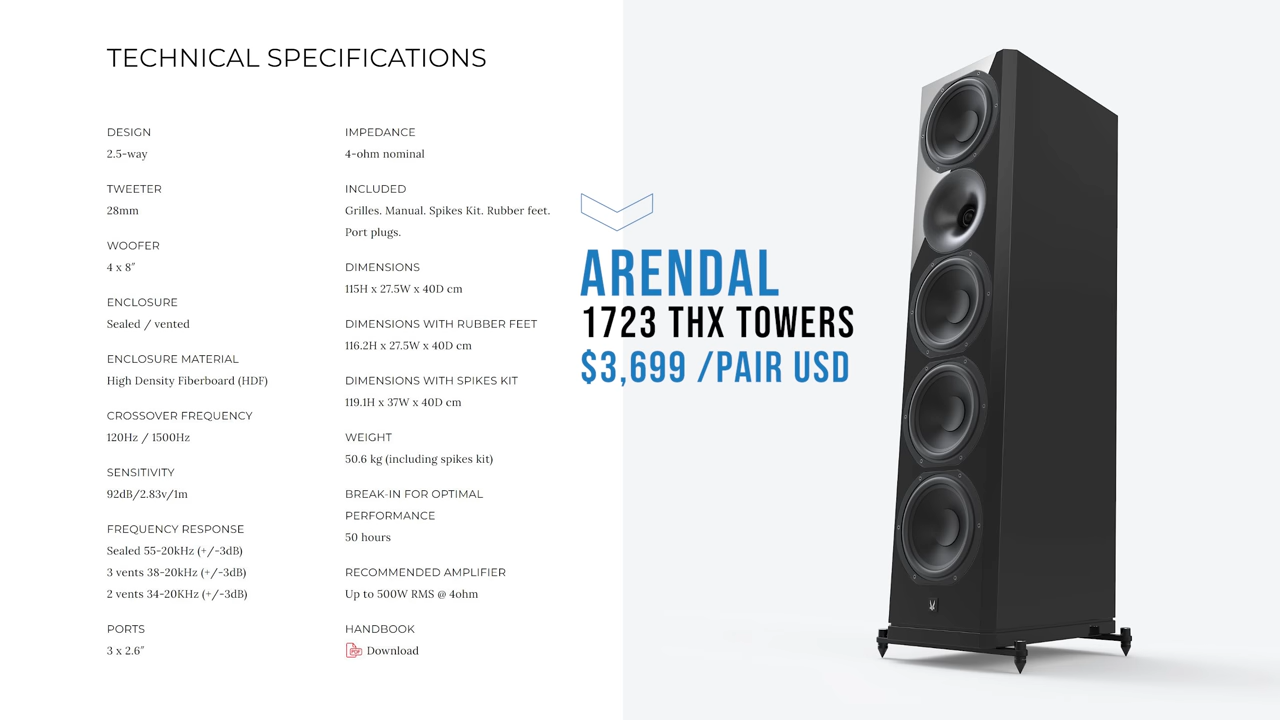 TECHNICAL SPECIFICATIONS
DESIGN
2.5-way
TWEETER
28mm
WOOFER
4 x 8″
ENCLOSURE
Sealed / vented
ENCLOSURE MATERIAL
High Density Fiberboard (HDF)
CROSSOVER FREQUENCY
120Hz / 1500Hz
SENSITIVITY
92dB/2.83v/1m
FREQUENCY RESPONSE
Sealed 55-20kHz (+/-3dB)
3 vents 38-20kHz (+/-3dB)
2 vents 34-20KHz (+/-3dB)
PORTS
3 x 2.6″
IMPEDANCE
4-ohm nominal
INCLUDED
Grilles. Manual. Spikes Kit. Rubber feet.
Port plugs.
DIMENSIONS
115H x 27.5W x 40D cm
DIMENSIONS WITH RUBBER FEET
116.2H x 27.5W x 40D cm
DIMENSIONS WITH SPIKES KIT
119.1H x 37W x 40D cm
WEIGHT
50.6 kg (including spikes kit)
BREAK-IN FOR OPTIMAL
PERFORMANCE
50 hours
RECOMMENDED AMPLIFIER
Up to 500W RMS @ 4ohm
HANDBOOK
PDF Download
ARENDAL
1723 THX TOWERS
$3,699 /PAIR USD